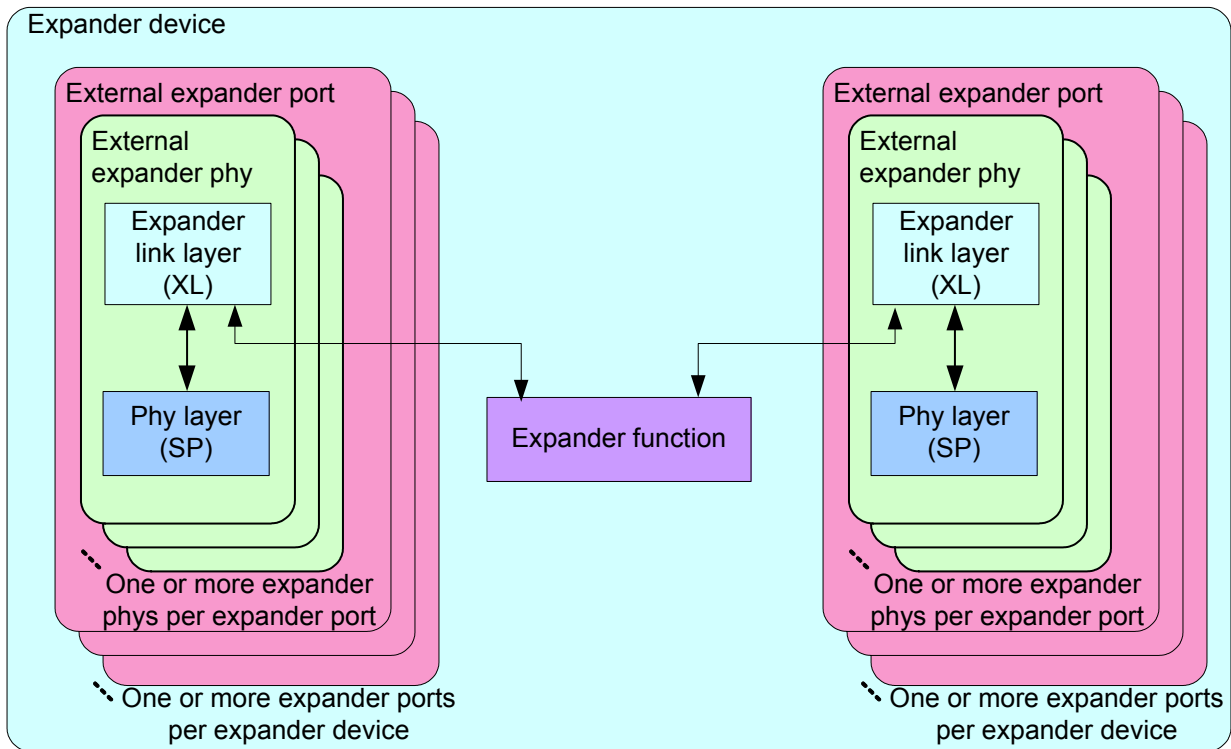 Expander device
External expander port
External
expander phy
Expander
link layer
(XL)
Phy layer
(SP)
One or more expander
phys per expander port
One or more expander ports
per expander device
Expander function
External expander port
External
expander phy
Expander
link layer
(XL)
Phy layer
(SP)
One or more expander
phys per expander port
One or more expander ports
per expander device